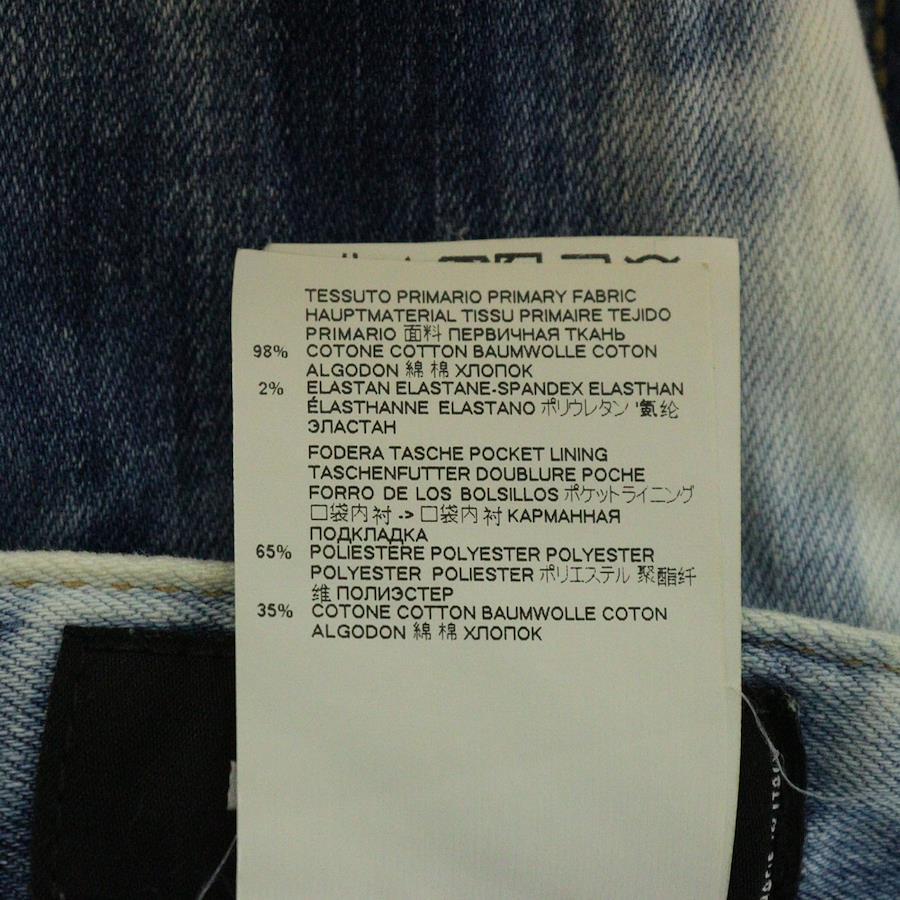 TESSUTO PRIMARIO PRIMARY FABRIC
HAUPTMATERIAL TISSU PRIMAIRE TEJIDO
PRIMARIO 面料 ПЕРВИЧНАЯ ТКАНЬ
98% COTONE COTTON BAUMWOLLE COTON
ALGODON 綿 棉 ХЛОПОК
2% ELASTAN ELASTANE-SPANDEX ELASTHAN
ÉLASTHANNE ELASTANO ポリウレタン '氨纶
ЭЛАСТАН
FODERA TASCHE POCKET LINING
TASCHENFUTTER DOUBLURE POCHE
FORRO DE LOS BOLSILLOS ポケットライニング
口袋内衬 -> 口袋内衬 КАРМАННАЯ
ПОДКЛАДКА
65% POLIESTERE POLYESTER POLYESTER
POLYESTER POLIESTER ポリエステル 聚酯纤
维 ПОЛИЭСТЕР
35% COTONE COTTON BAUMWOLLE COTON
ALGODON 綿 棉 ХЛОПОК
ITALY